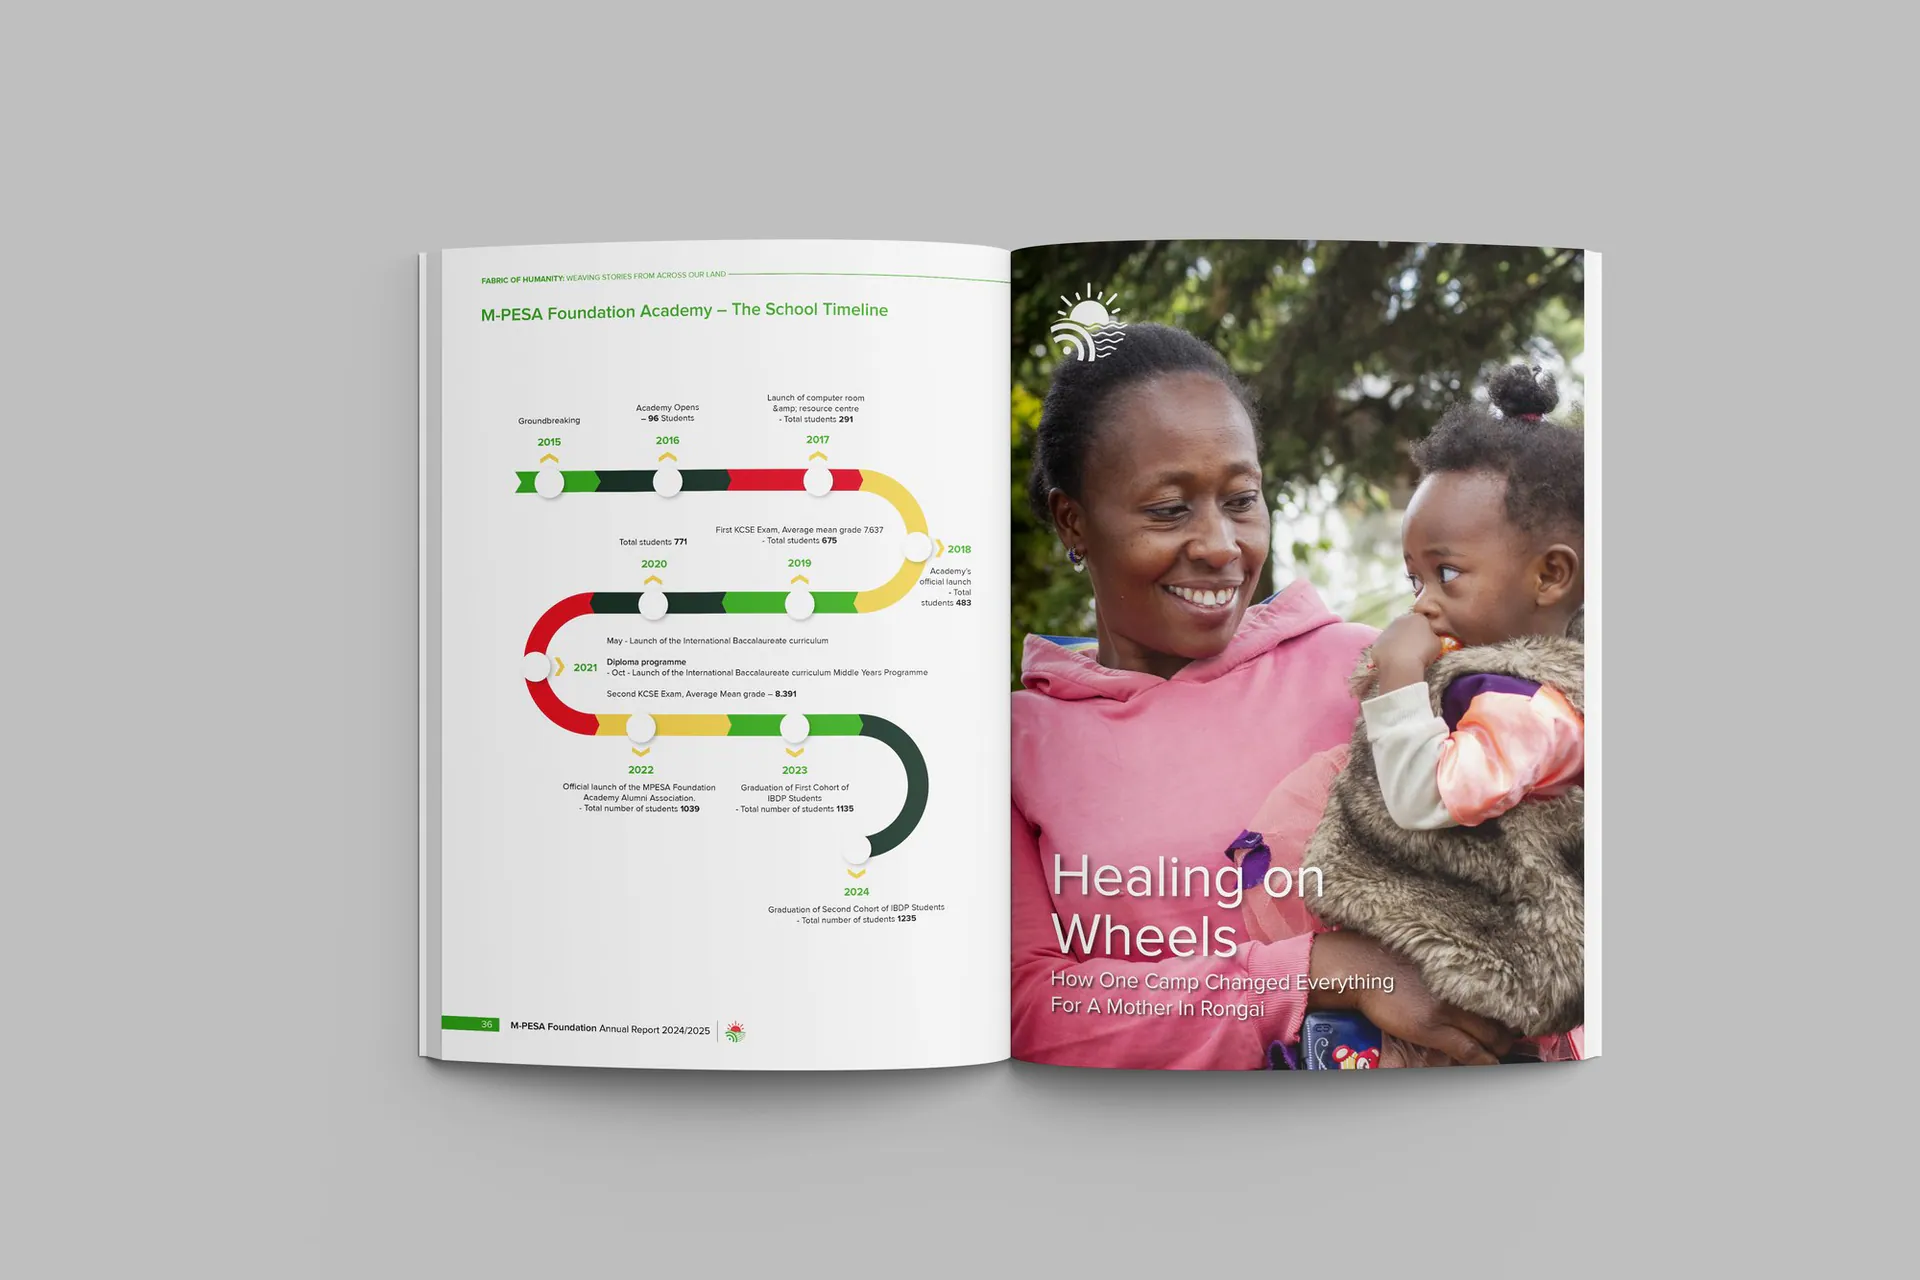 FABRIC OF HUMANITY: WEAVING STORIES FROM ACROSS OUR LAND
M-PESA Foundation Academy – The School Timeline
Groundbreaking
2015
Academy Opens
– 96 Students
2016
Launch of computer room
&amp; resource centre
- Total students 291
2017
2018
Academy's
official launch
- Total
students 483
First KCSE Exam, Average mean grade 7.637
- Total students 675
2019
Total students 771
2020
2021
May - Launch of the International Baccalaureate curriculum
Diploma programme
- Oct - Launch of the International Baccalaureate curriculum Middle Years Programme
Second KCSE Exam, Average Mean grade – 8.391
2022
Official launch of the MPESA Foundation
Academy Alumni Association.
- Total number of students 1039
2023
Graduation of First Cohort of
IBDP Students
- Total number of students 1135
2024
Graduation of Second Cohort of IBDP Students
- Total number of students 1235
36
M-PESA Foundation Annual Report 2024/2025
Healing on
Wheels
How One Camp Changed Everything
For A Mother In Rongai